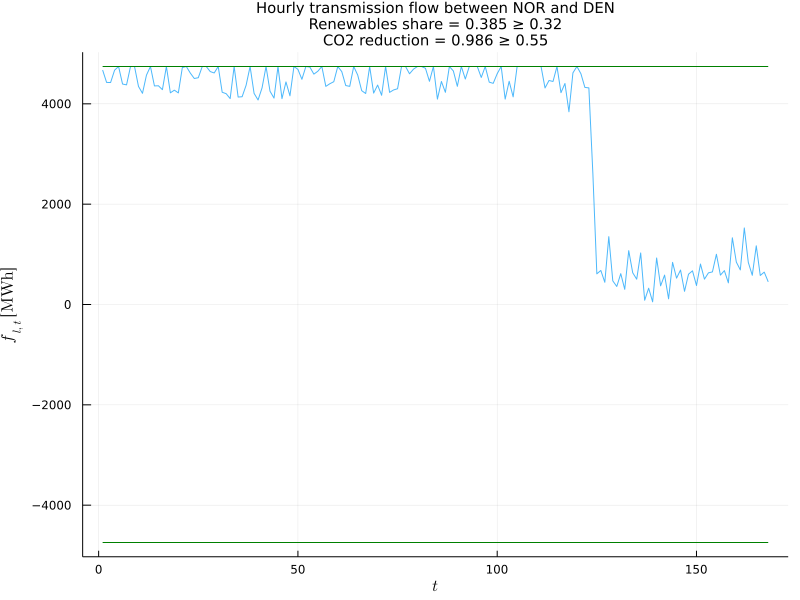 Hourly transmission flow between NOR and DEN
Renewables share = 0.385 ≥ 0.32
CO2 reduction = 0.986 ≥ 0.55
4000
2000
0
−2000
−4000
f_{l,t} [MWh]
0
50
100
150
t